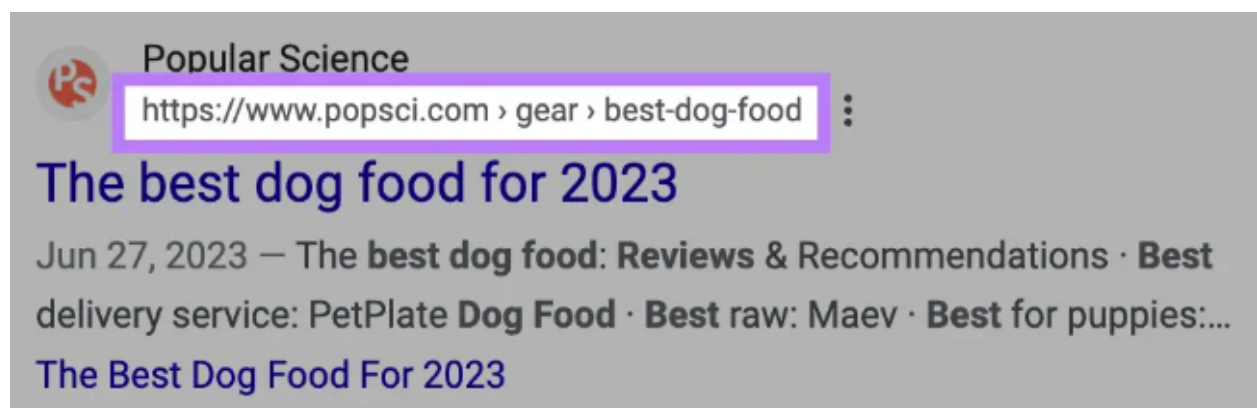 PS
Popular Science
https://www.popsci.com › gear › best-dog-food
The best dog food for 2023
Jun 27, 2023 — The best dog food: Reviews & Recommendations · Best
delivery service: PetPlate Dog Food · Best raw: Maev · Best for puppies:...
The Best Dog Food For 2023